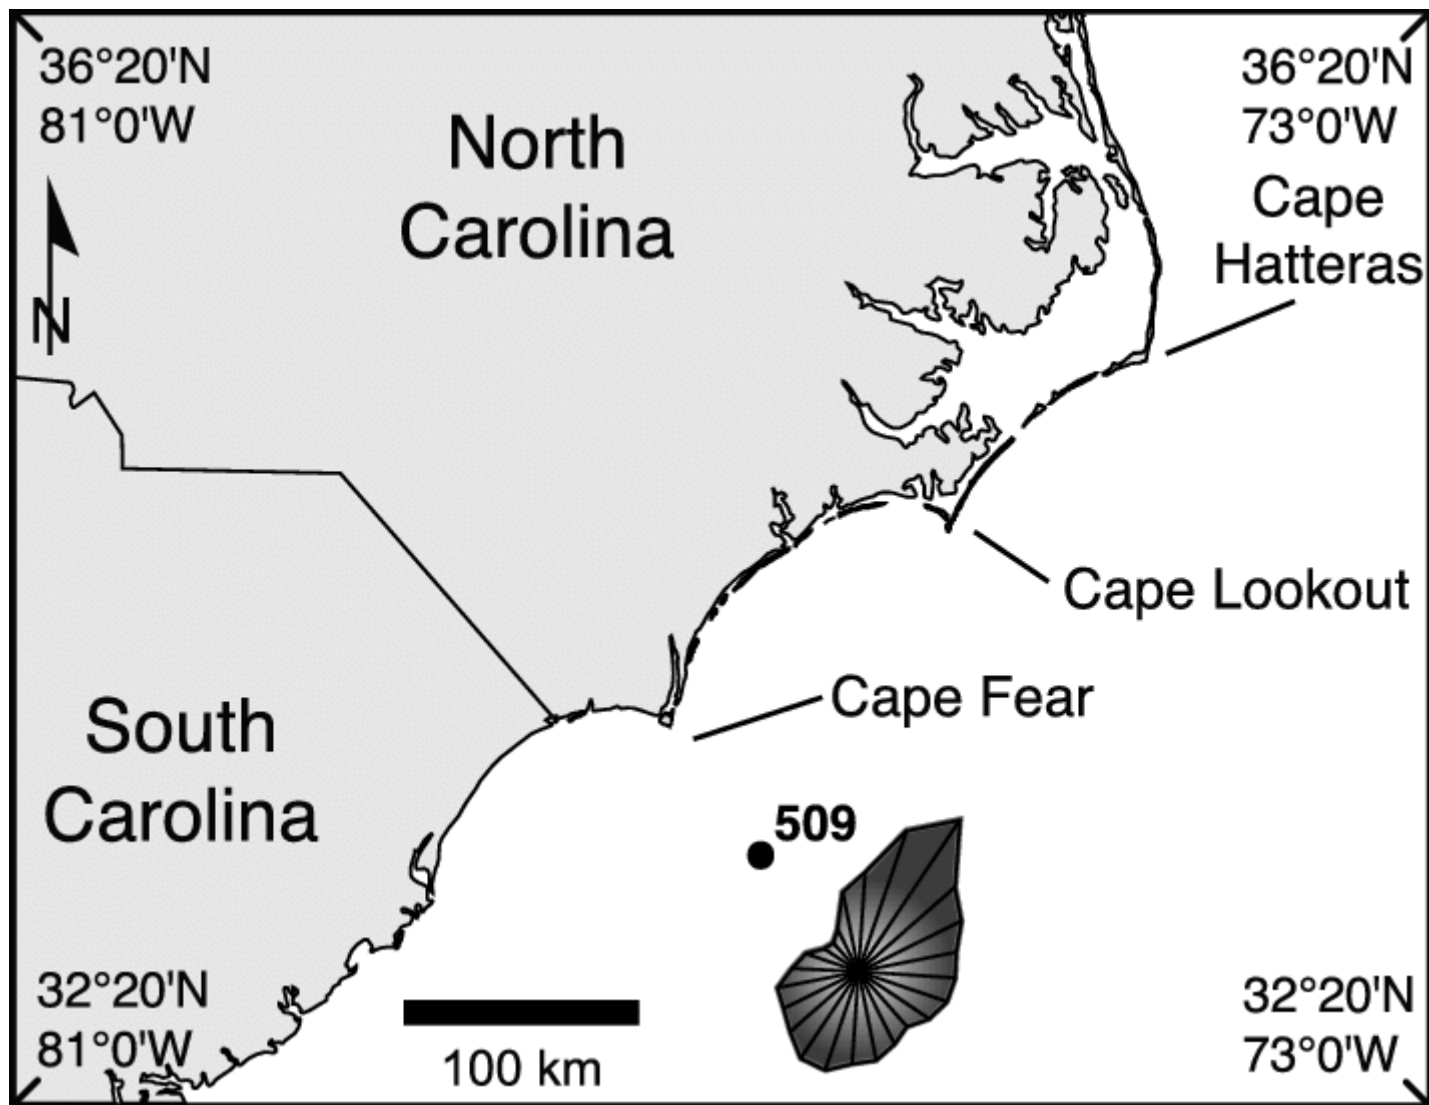 36°20'N
81°0'W
36°20'N
73°0'W
North
Carolina
Cape
Hatteras
N
Cape Lookout
Cape Fear
South
Carolina
509
32°20'N
81°0'W
100 km
32°20'N
73°0'W